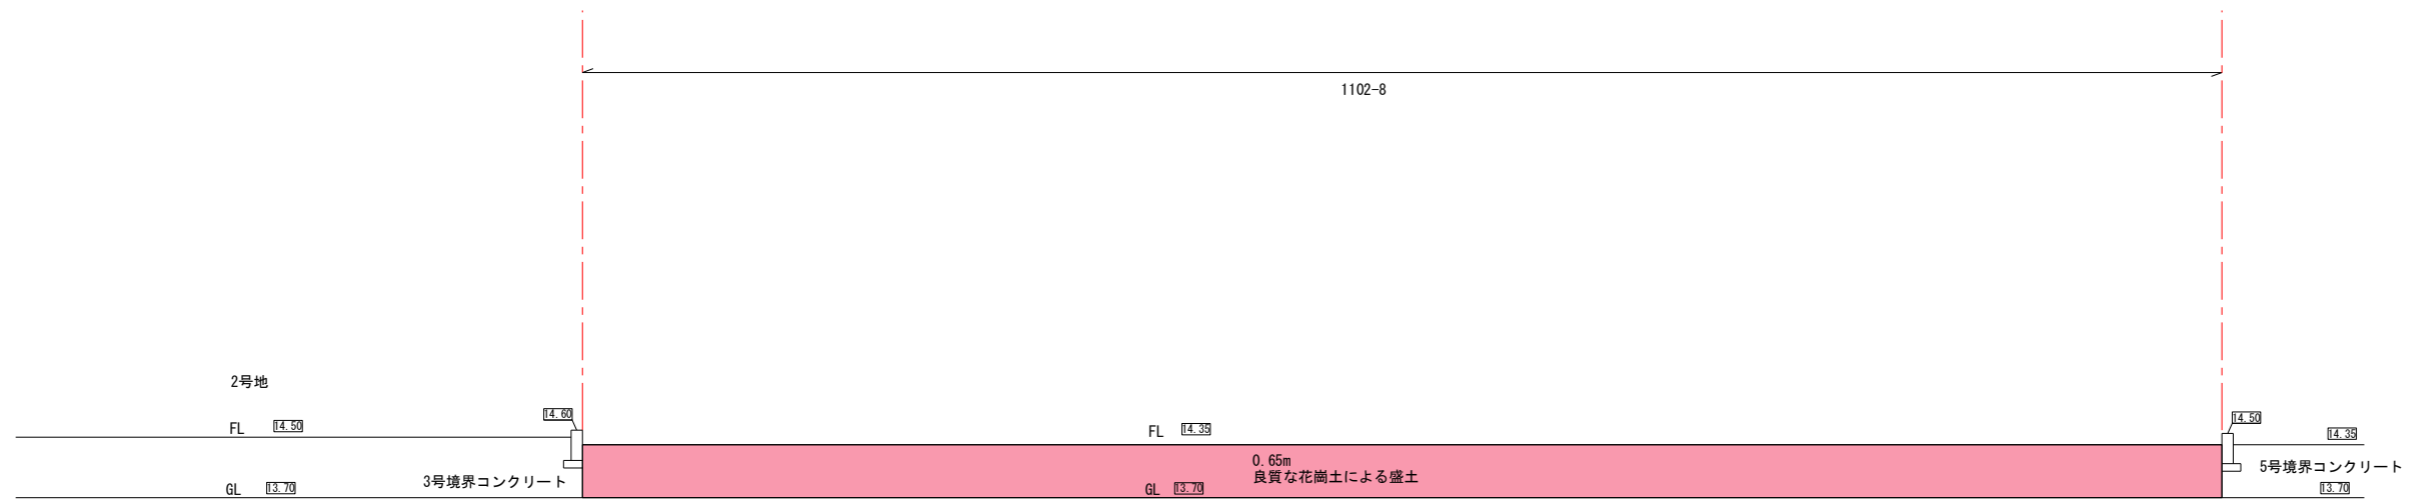 1102-8
2号地
14.60
14.50
FL 14.50
FL 14.35
14.35
0.65m
良質な花崗土による盛土
3号境界コンクリート
5号境界コンクリート
GL 13.70
GL 13.70
13.70